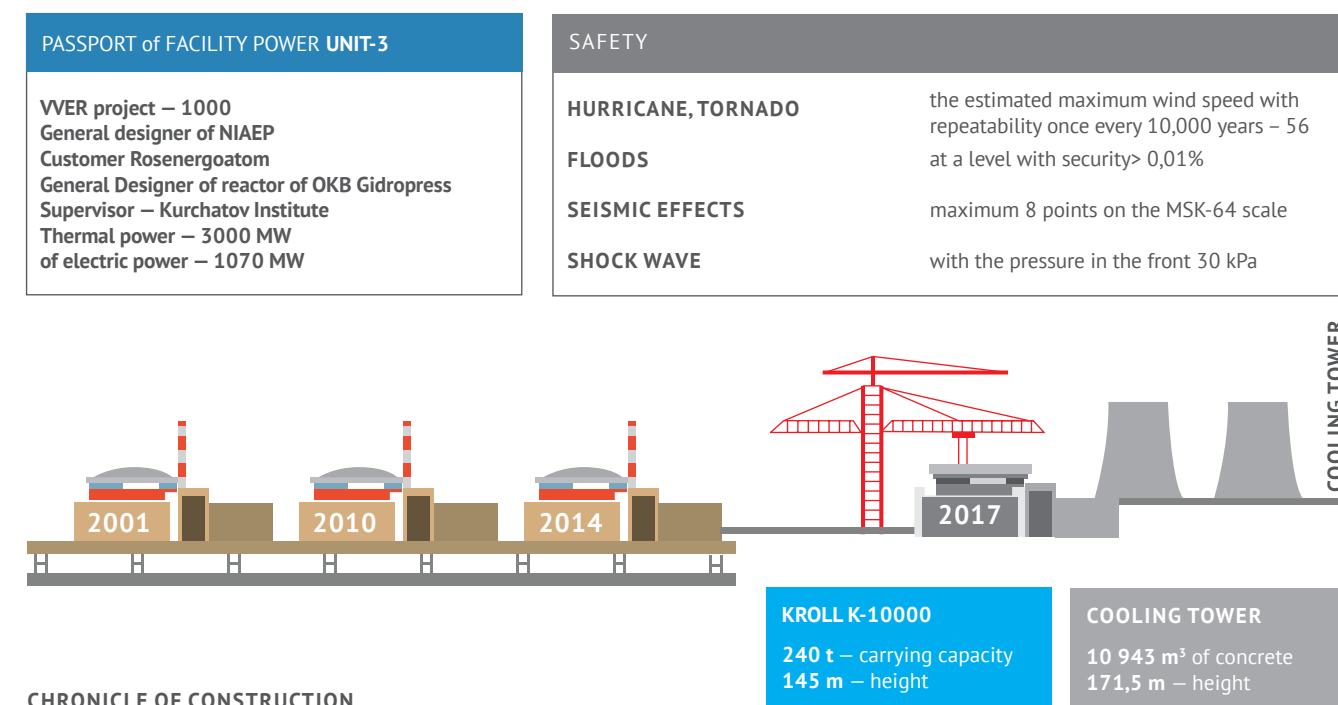 PASSPORT of FACILITY POWER UNIT-3
VVER project — 1000
General designer of NIAEP
Customer Rosenergoatom
General Designer of reactor of OKB Gidropress
Supervisor — Kurchatov Institute
Thermal power — 3000 MW
of electric power — 1070 MW
SAFETY
HURRICANE, TORNADO
the estimated maximum wind speed with
repeatability once every 10,000 years – 56
FLOODS
at a level with security> 0,01%
SEISMIC EFFECTS
maximum 8 points on the MSK-64 scale
SHOCK WAVE
with the pressure in the front 30 kPa
COOLING TOWER
2001
2010
2014
2017
KROLL K-10000
240 t — carrying capacity
145 m — height
COOLING TOWER
10 943 m³ of concrete
171,5 m — height
CHRONICLE OF CONSTRUCTION